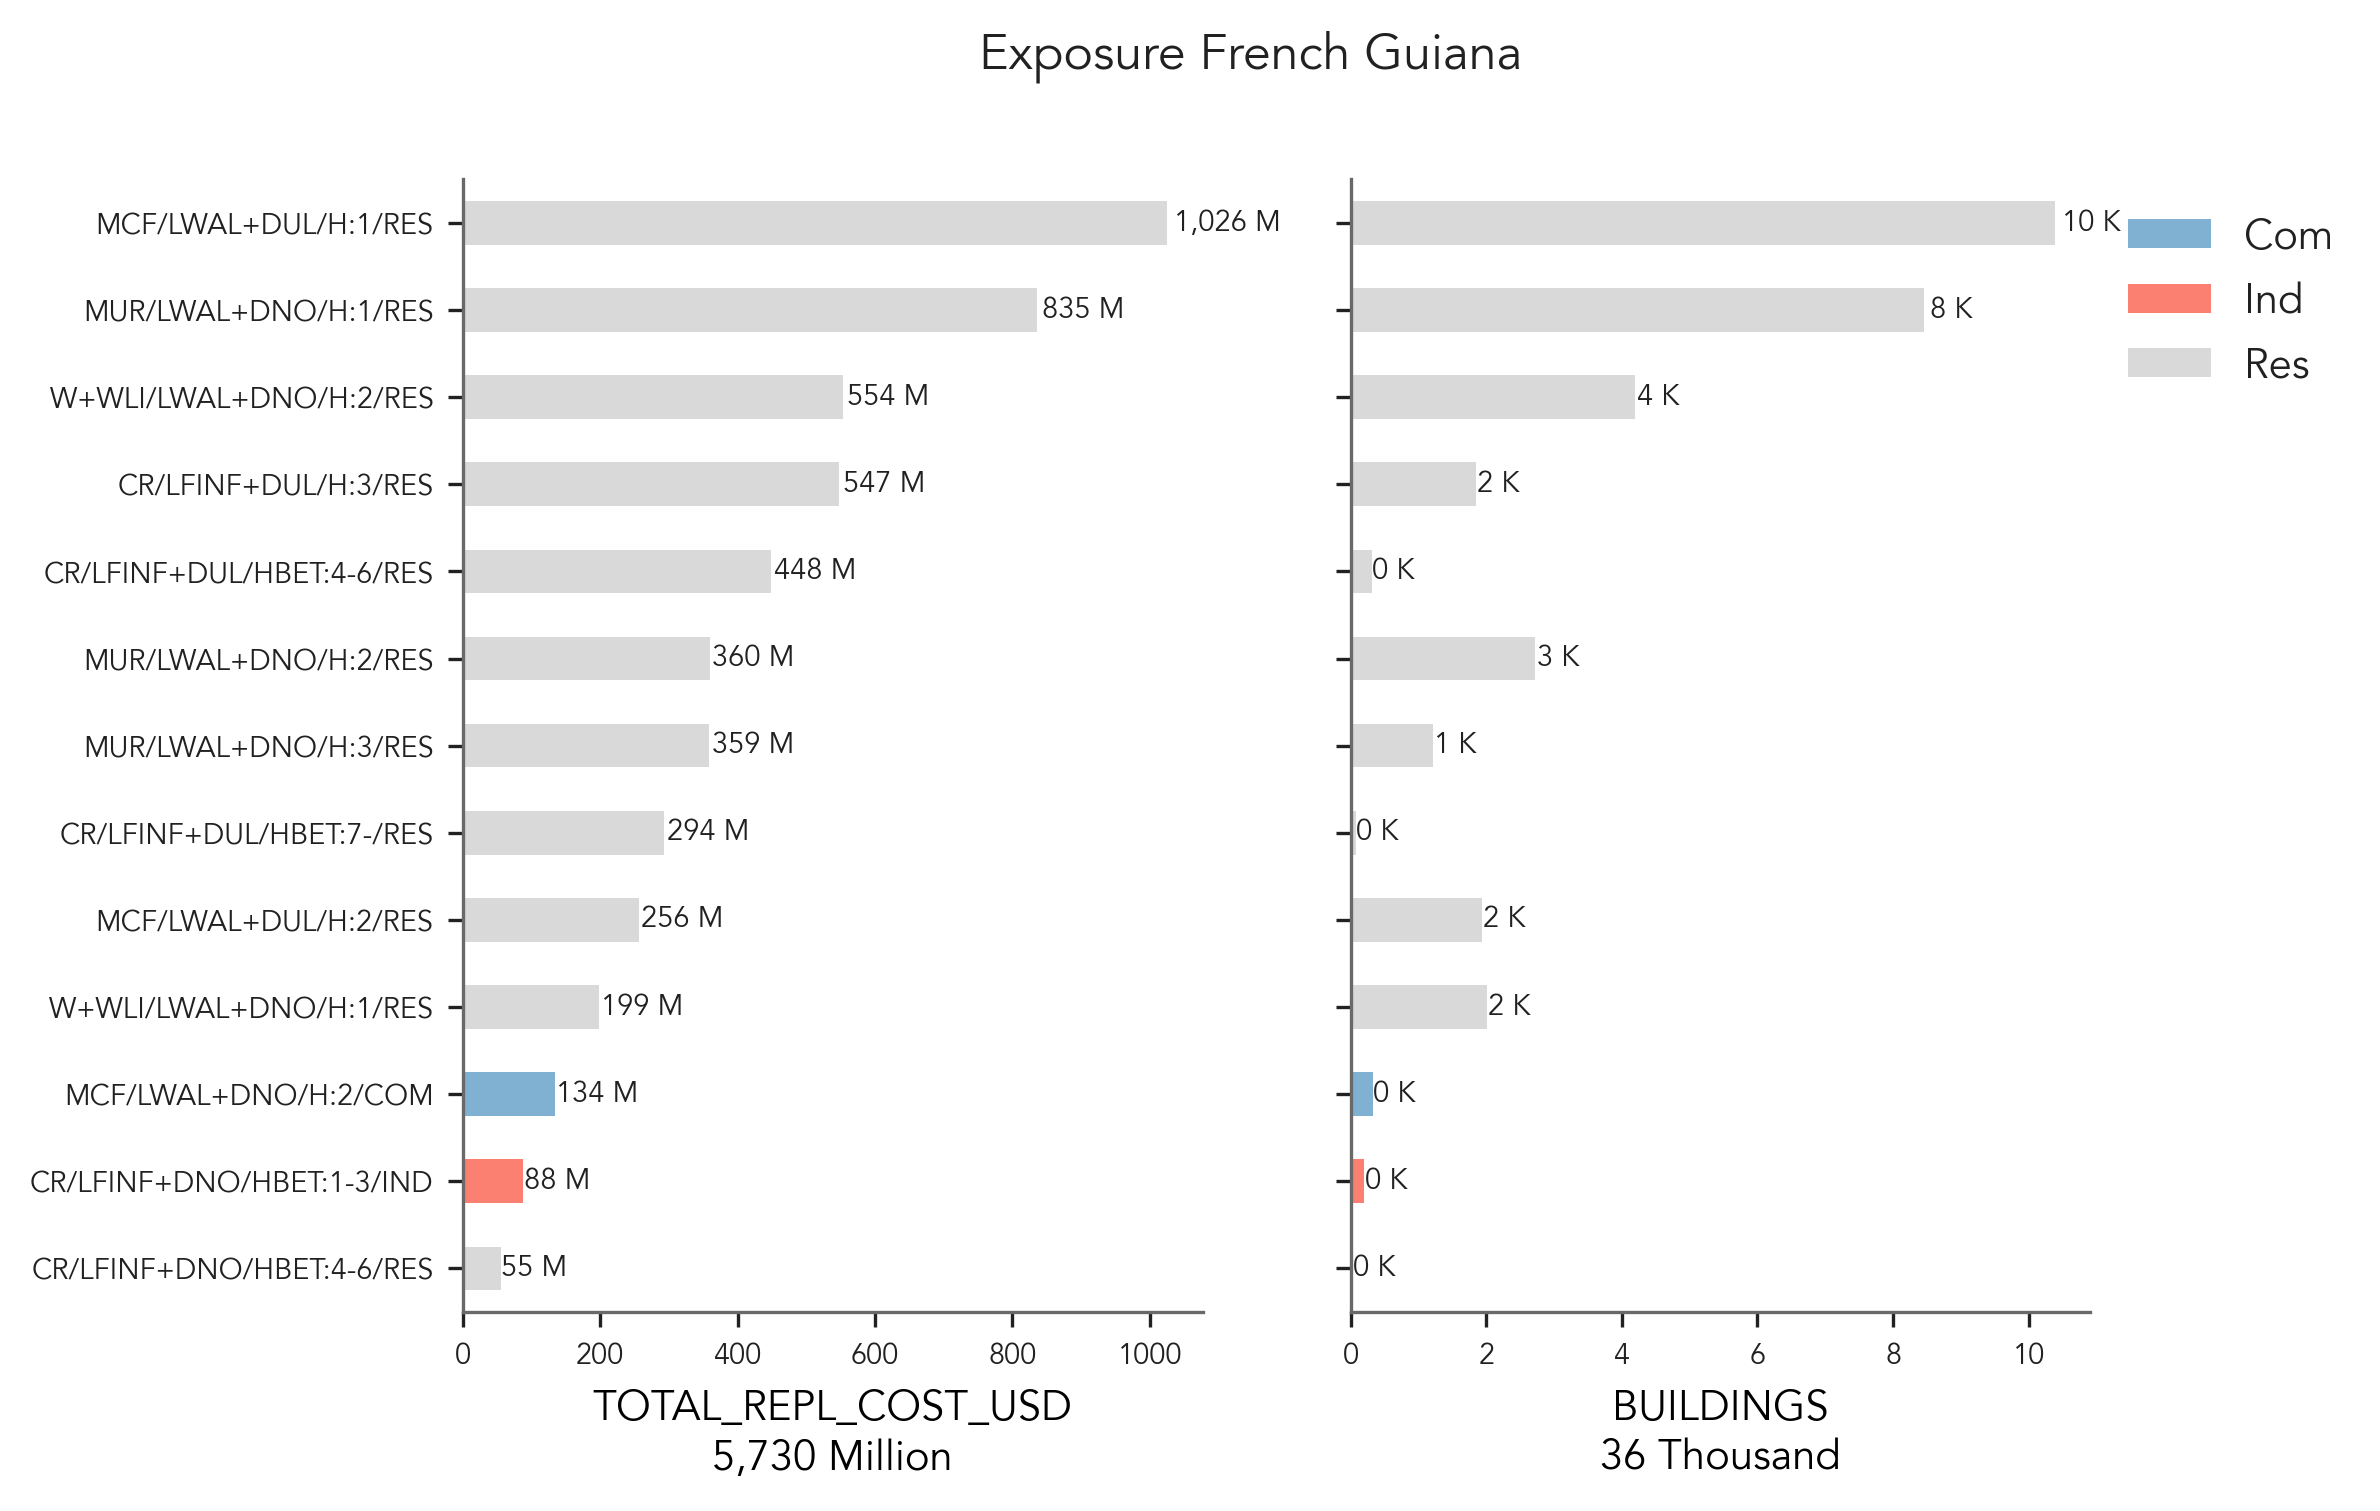 Exposure French Guiana
MCF/LWAL+DUL/H:1/RES
MUR/LWAL+DNO/H:1/RES
W+WLI/LWAL+DNO/H:2/RES
CR/LFINF+DUL/H:3/RES
CR/LFINF+DUL/HBET:4-6/RES
MUR/LWAL+DNO/H:2/RES
MUR/LWAL+DNO/H:3/RES
CR/LFINF+DUL/HBET:7-/RES
MCF/LWAL+DUL/H:2/RES
W+WLI/LWAL+DNO/H:1/RES
MCF/LWAL+DNO/H:2/COM
CR/LFINF+DNO/HBET:1-3/IND
CR/LFINF+DNO/HBET:4-6/RES
1,026 M
835 M
554 M
547 M
448 M
360 M
359 M
294 M
256 M
199 M
134 M
88 M
55 M
0 200 400 600 800 1000
TOTAL_REPL_COST_USD
5,730 Million
10 K
8 K
4 K
2 K
0 K
3 K
1 K
0 K
2 K
2 K
0 K
0 K
0 K
0 2 4 6 8 10
BUILDINGS
36 Thousand
Com
Ind
Res